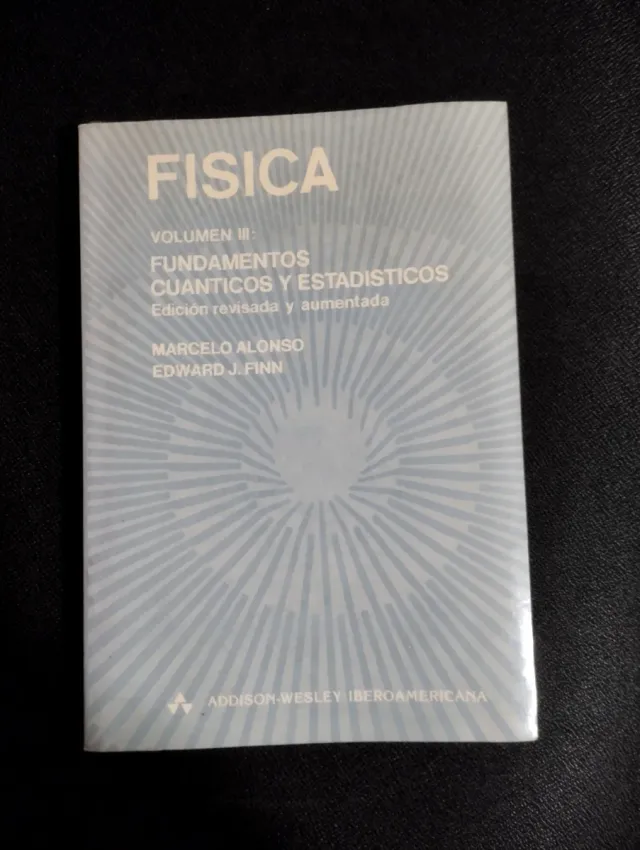 FISICA
VOLUMEN III:
FUNDAMENTOS
CUANTICOS Y ESTADISTICOS
Edición revisada y aumentada
MARCELO ALONSO
EDWARD J. FINN
ADDISON-WESLEY IBEROAMERICANA